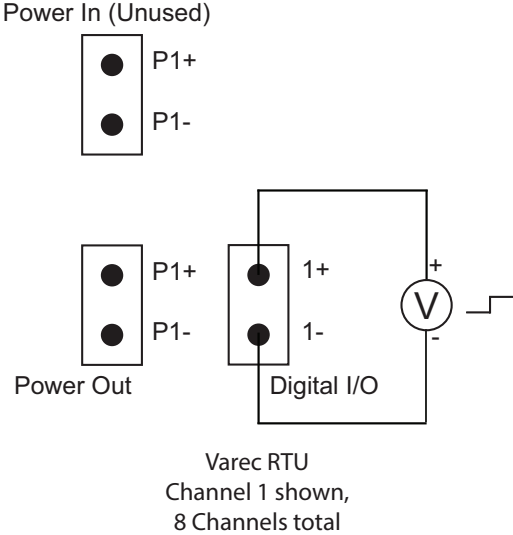 Power In (Unused)
P1+
P1-
P1+
1+
+
V
P1-
1-
-
Power Out
Digital I/O
Varec RTU
Channel 1 shown,
8 Channels total